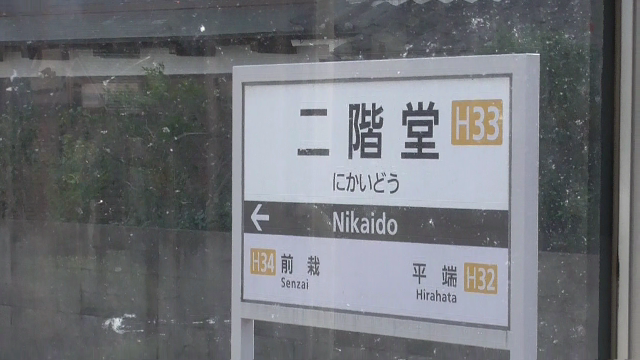 二階堂 H33
にかいどう
← Nikaido
H34 前栽 平端 H32
Senzai Hirahata